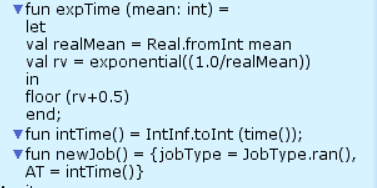 fun expTime (mean: int) =
let
val realMean = Real.fromInt mean
val rv = exponential((1.0/realMean))
in
floor (rv+0.5)
end;
fun intTime() = IntInf.toInt (time());
fun newJob() = {jobType = JobType.ran(),
AT = intTime()}